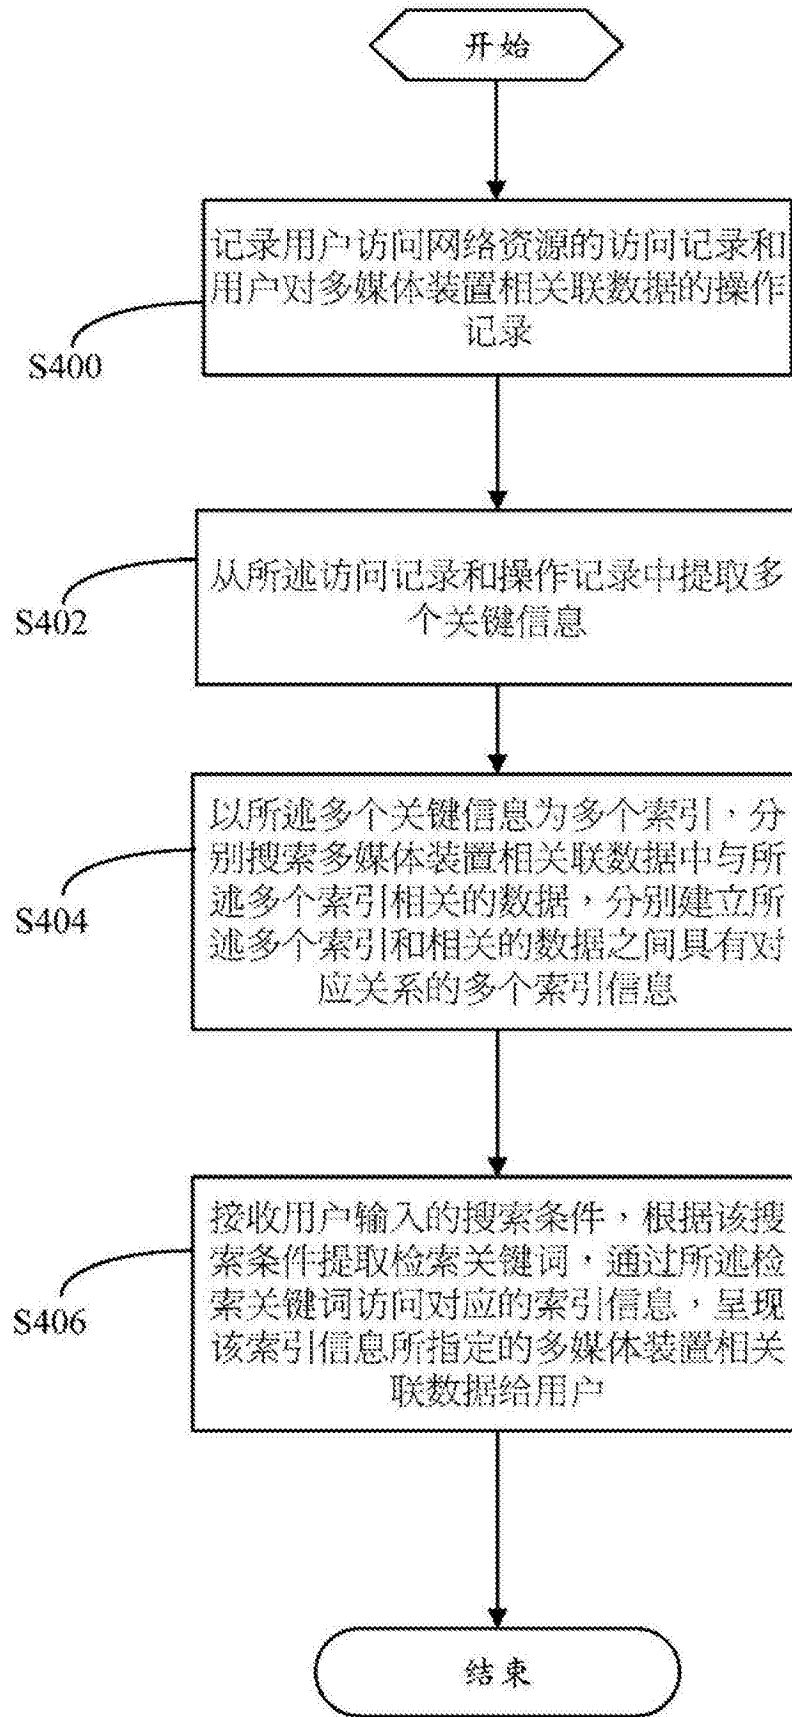 开始
记录用户访问网络资源的访问记录和
用户对多媒体装置相关联数据的操作
记录
S400
从所述访问记录和操作记录中提取多
个关键信息
S402
以所述多个关键信息为多个索引，分
别搜索多媒体装置相关联数据中与所
述多个索引相关的数据，分别建立所
述多个索引和相关的数据之间具有对
应关系的多个索引信息
S404
接收用户输入的搜索条件，根据该搜
索条件提取检索关键词，通过所述检
索关键词访问对应的索引信息，呈现
该索引信息所指定的多媒体装置相关
联数据给用户
S406
结束